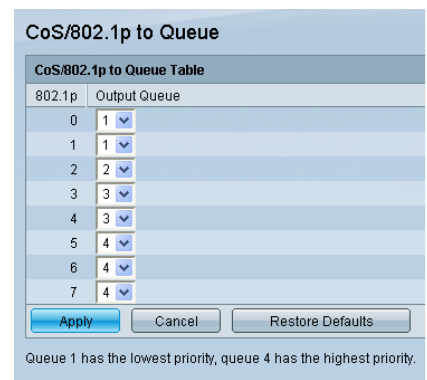 CoS/802.1p to Queue
CoS/802.1p to Queue Table
802.1p Output Queue
0 1
1 1
2 2
3 3
4 3
5 4
6 4
7 4
Apply Cancel Restore Defaults
Queue 1 has the lowest priority, queue 4 has the highest priority.